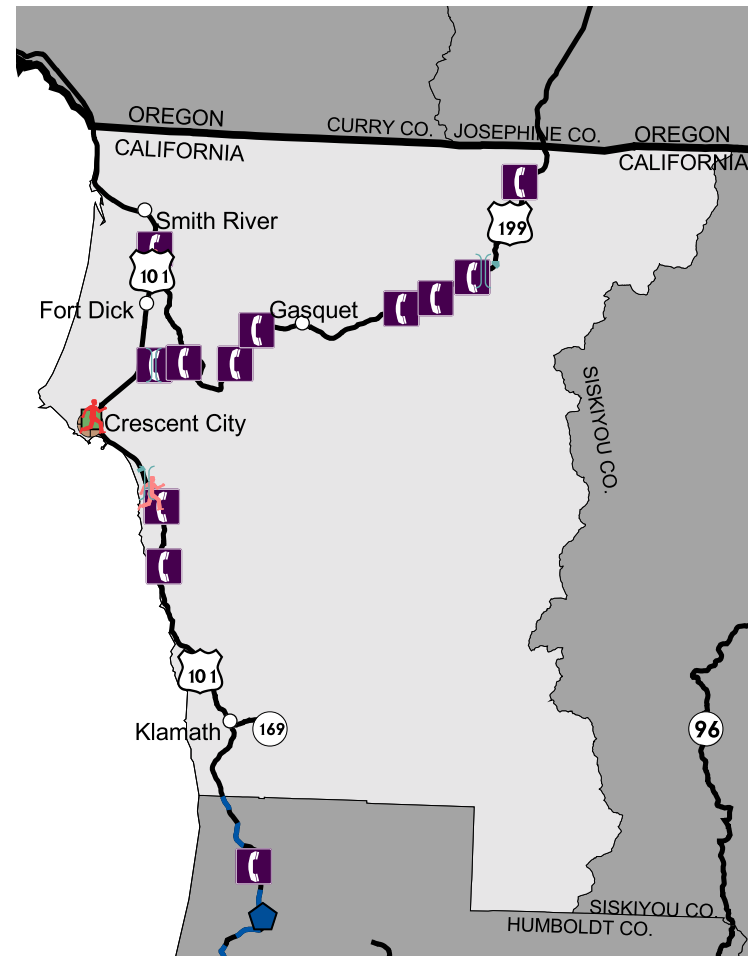 OREGON
CURRY CO.
JOSEPHINE CO.
OREGON
CALIFORNIA
CALIFORNIA
Smith River
199
101
Fort Dick
Gasquet
SISKIYOU CO.
Crescent City
101
Klamath
169
96
SISKIYOU CO.
HUMBOLDT CO.